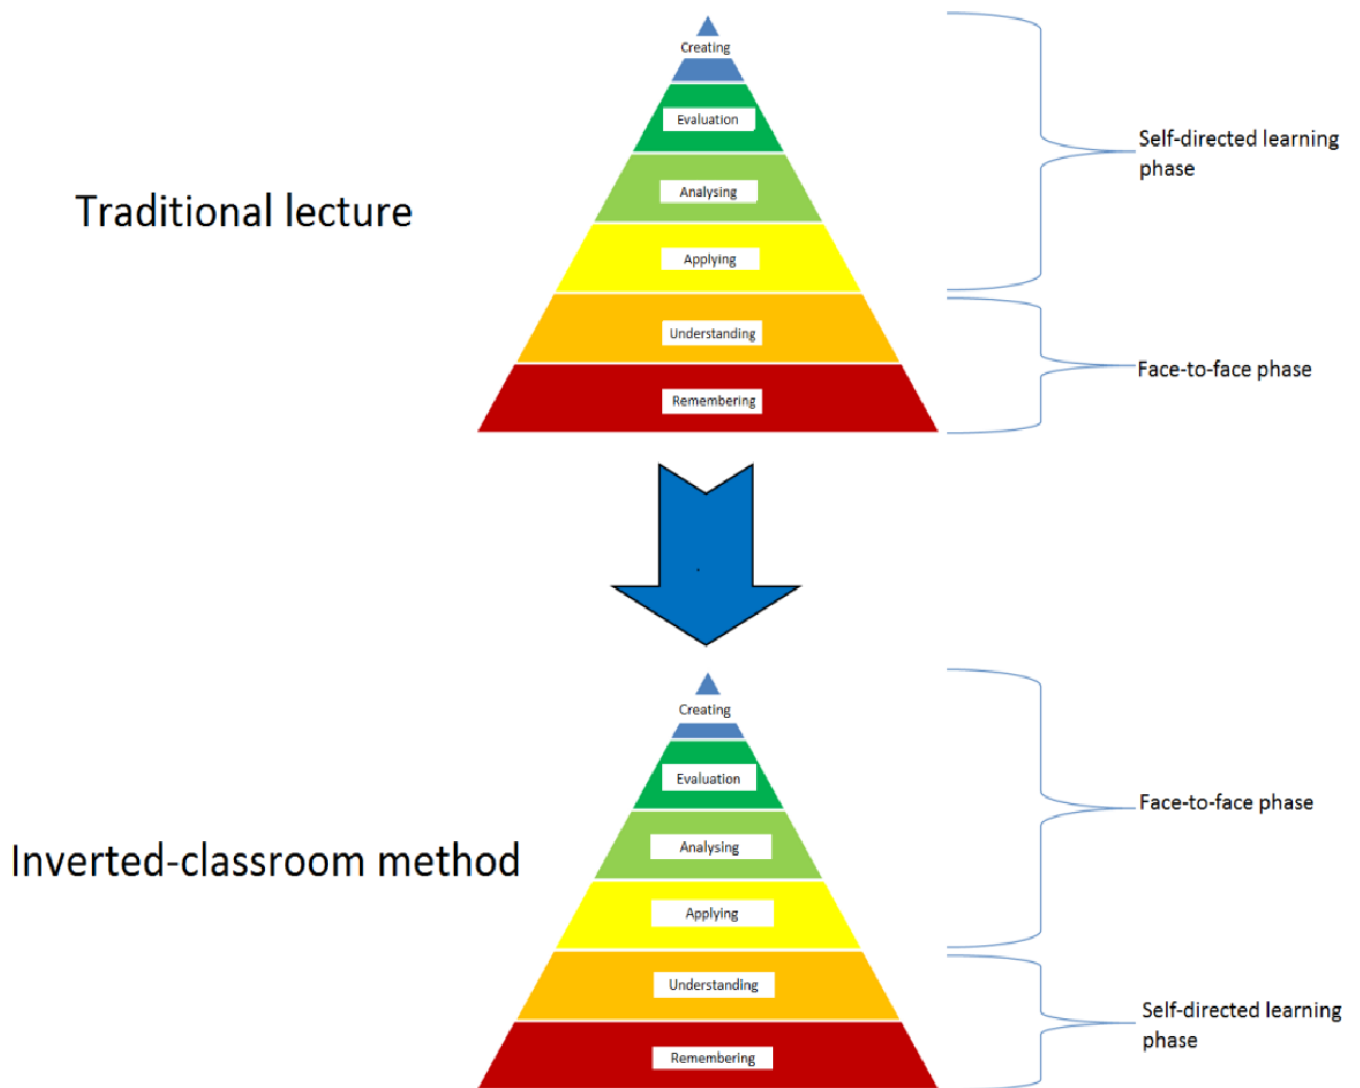 Creating
Evaluation
Analysing
Applying
Understanding
Remembering
Traditional lecture
Self-directed learning
phase
Face-to-face phase
Creating
Evaluation
Analysing
Applying
Understanding
Remembering
Inverted-classroom method
Face-to-face phase
Self-directed learning
phase